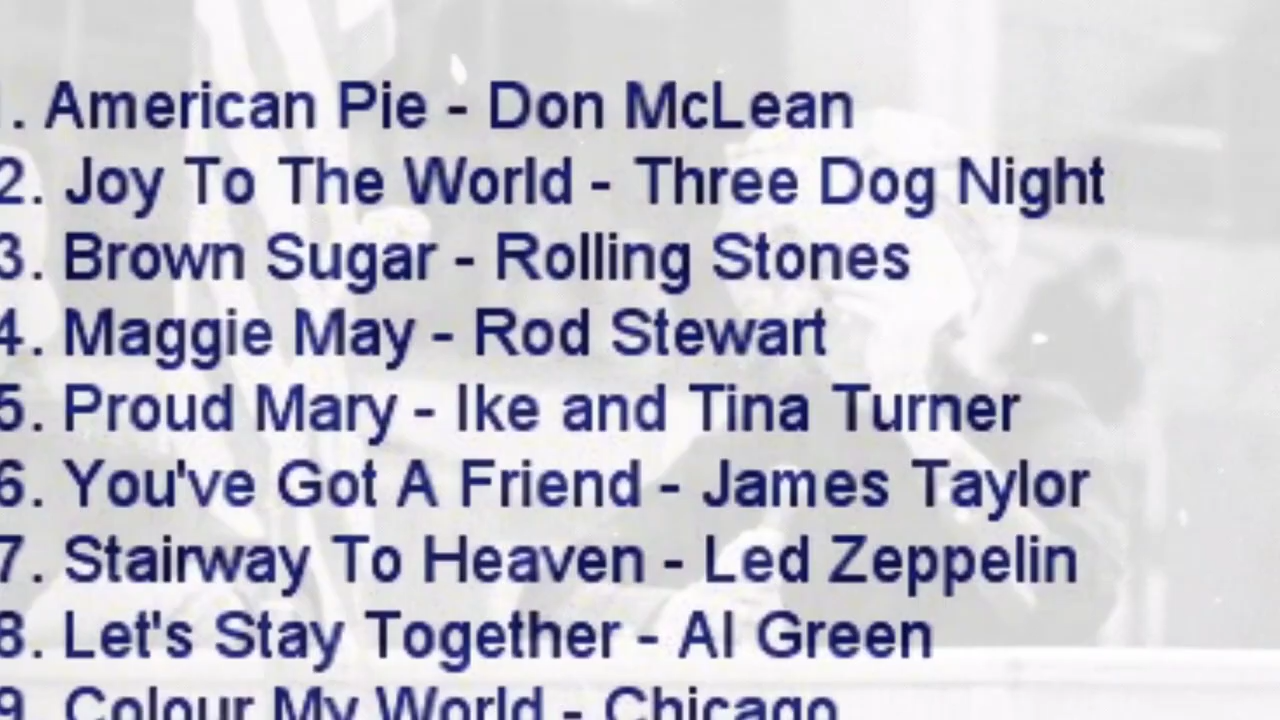 1. American Pie - Don McLean
2. Joy To The World - Three Dog Night
3. Brown Sugar - Rolling Stones
4. Maggie May - Rod Stewart
5. Proud Mary - Ike and Tina Turner
6. You've Got A Friend - James Taylor
7. Stairway To Heaven - Led Zeppelin
8. Let's Stay Together - Al Green
9. Colour My World - Chicago